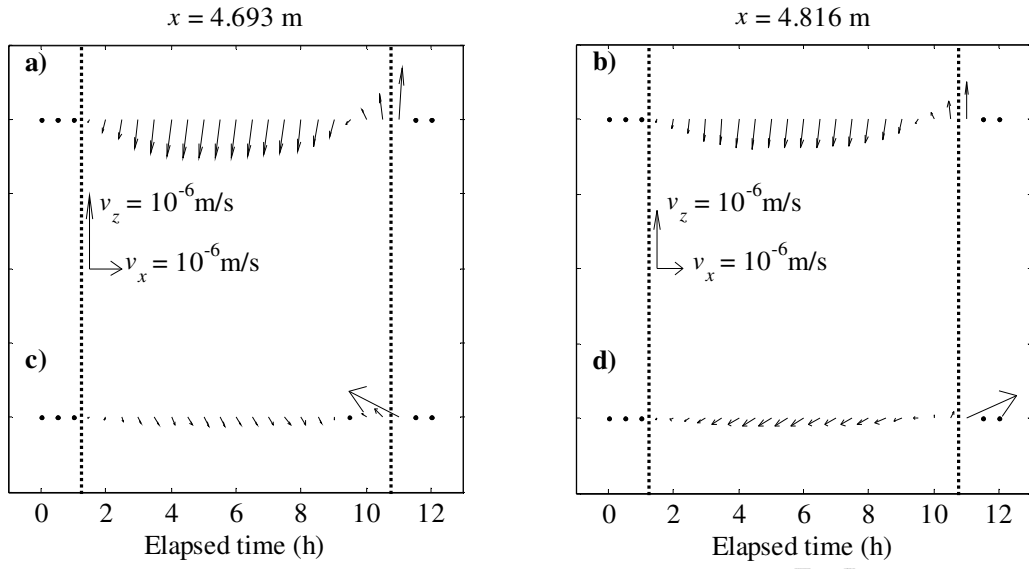 x = 4.693 m
a)
v_z = 10^-6 m/s
v_x = 10^-6 m/s
c)
0 2 4 6 8 10 12
Elapsed time (h)
x = 4.816 m
b)
v_z = 10^-6 m/s
v_x = 10^-6 m/s
d)
0 2 4 6 8 10 12
Elapsed time (h)